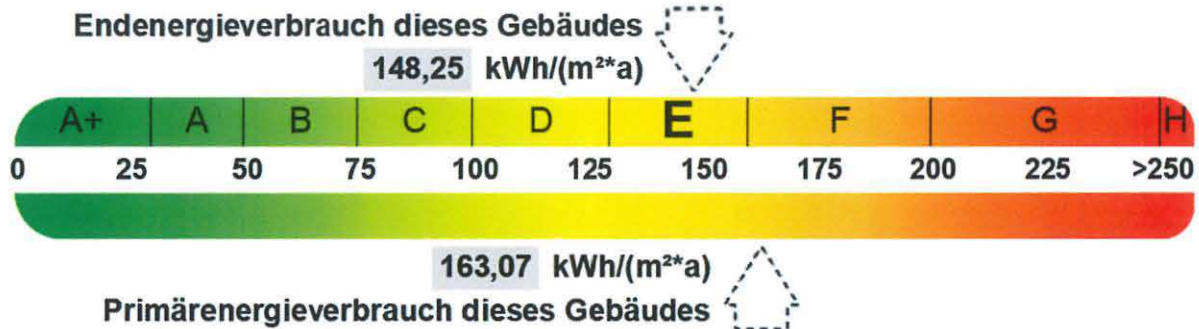 Endenergieverbrauch dieses Gebäudes
148,25 kWh/(m²*a)
A+ A B C D E F G H
0 25 50 75 100 125 150 175 200 225 >250
163,07 kWh/(m²*a)
Primärenergieverbrauch dieses Gebäudes